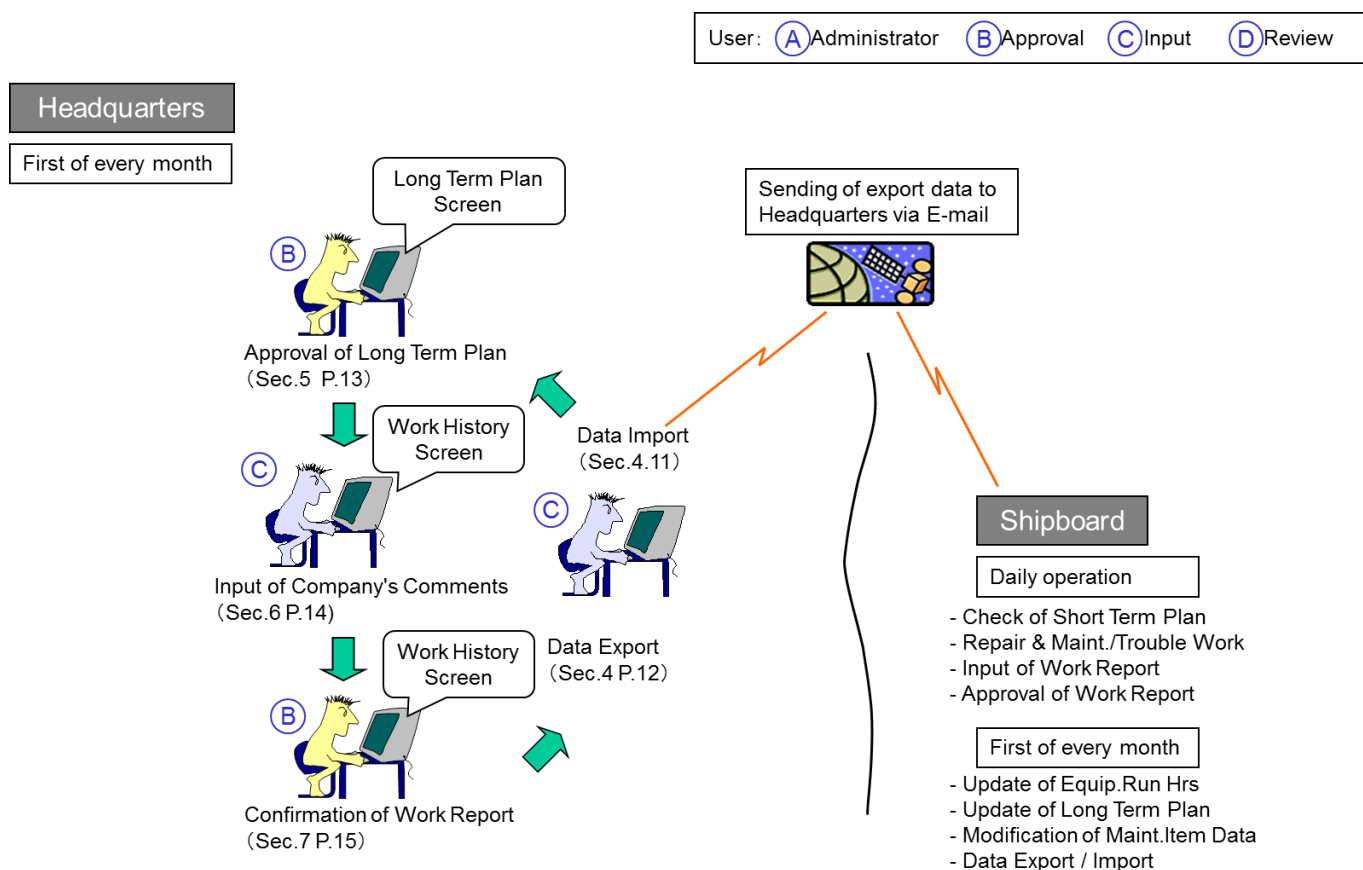 User: Ⓐ Administrator Ⓑ Approval Ⓒ Input Ⓓ Review
Headquarters
First of every month
Long Term Plan
Screen
Sending of export data to
Headquarters via E-mail
B
Approval of Long Term Plan
（Sec.5 P.13）
Work History
Screen
Data Import
（Sec.4.11）
C
C
Input of Company's Comments
（Sec.6 P.14）
Work History
Screen
Data Export
（Sec.4 P.12）
B
Confirmation of Work Report
（Sec.7 P.15）
Shipboard
Daily operation
- Check of Short Term Plan
- Repair & Maint./Trouble Work
- Input of Work Report
- Approval of Work Report
First of every month
- Update of Equip.Run Hrs
- Update of Long Term Plan
- Modification of Maint.Item Data
- Data Export / Import